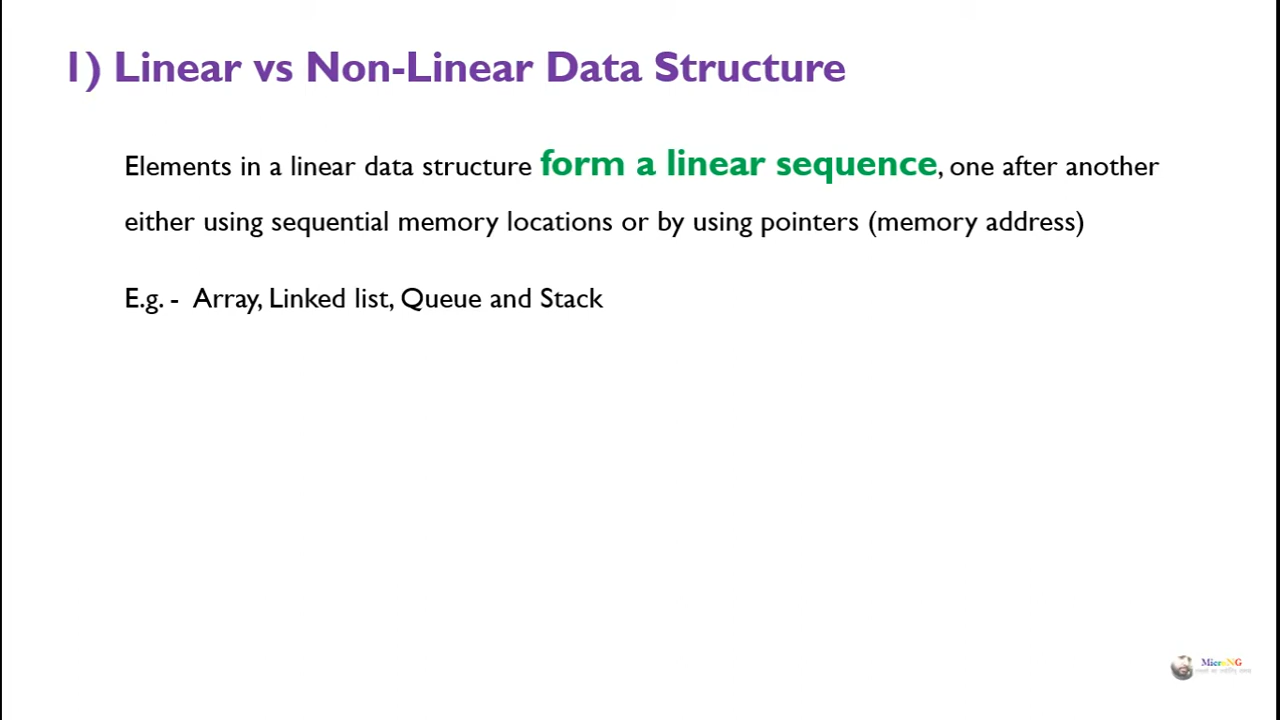 1) Linear vs Non-Linear Data Structure
Elements in a linear data structure form a linear sequence, one after another
either using sequential memory locations or by using pointers (memory address)
E.g. - Array, Linked list, Queue and Stack
MicroNG